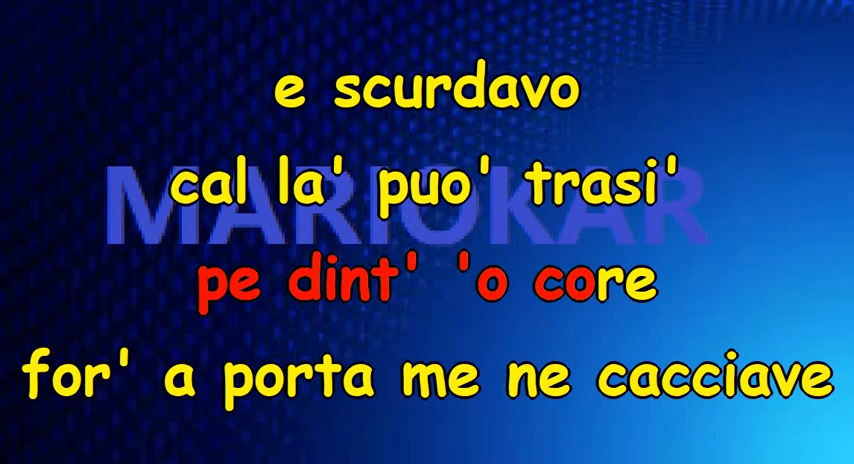 e scurdavo
MARIOKAR
cal la' puo' trasi'
pe dint' 'o core
for' a porta me ne cacciave